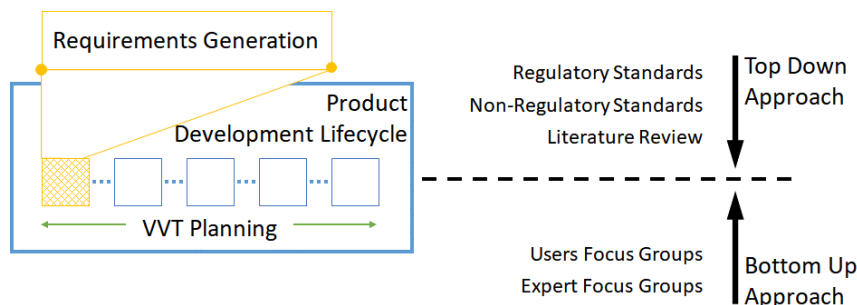 Requirements Generation
Product
Development Lifecycle
VVT Planning
Regulatory Standards
Non-Regulatory Standards
Literature Review
Top Down
Approach
Users Focus Groups
Expert Focus Groups
Bottom Up
Approach